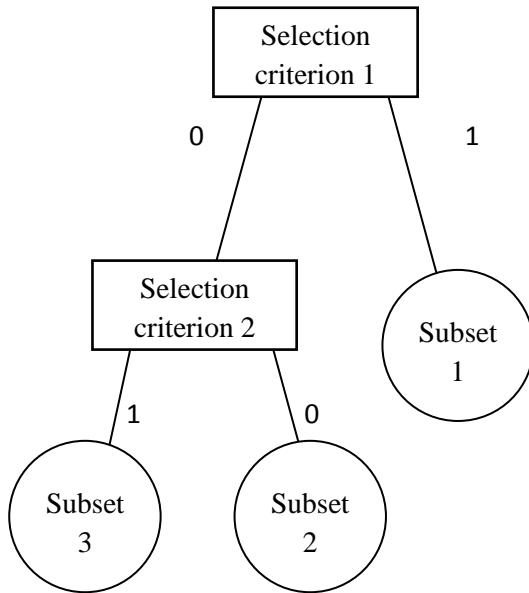 Selection
criterion 1
0
1
Selection
criterion 2
Subset
1
1
0
Subset
3
Subset
2